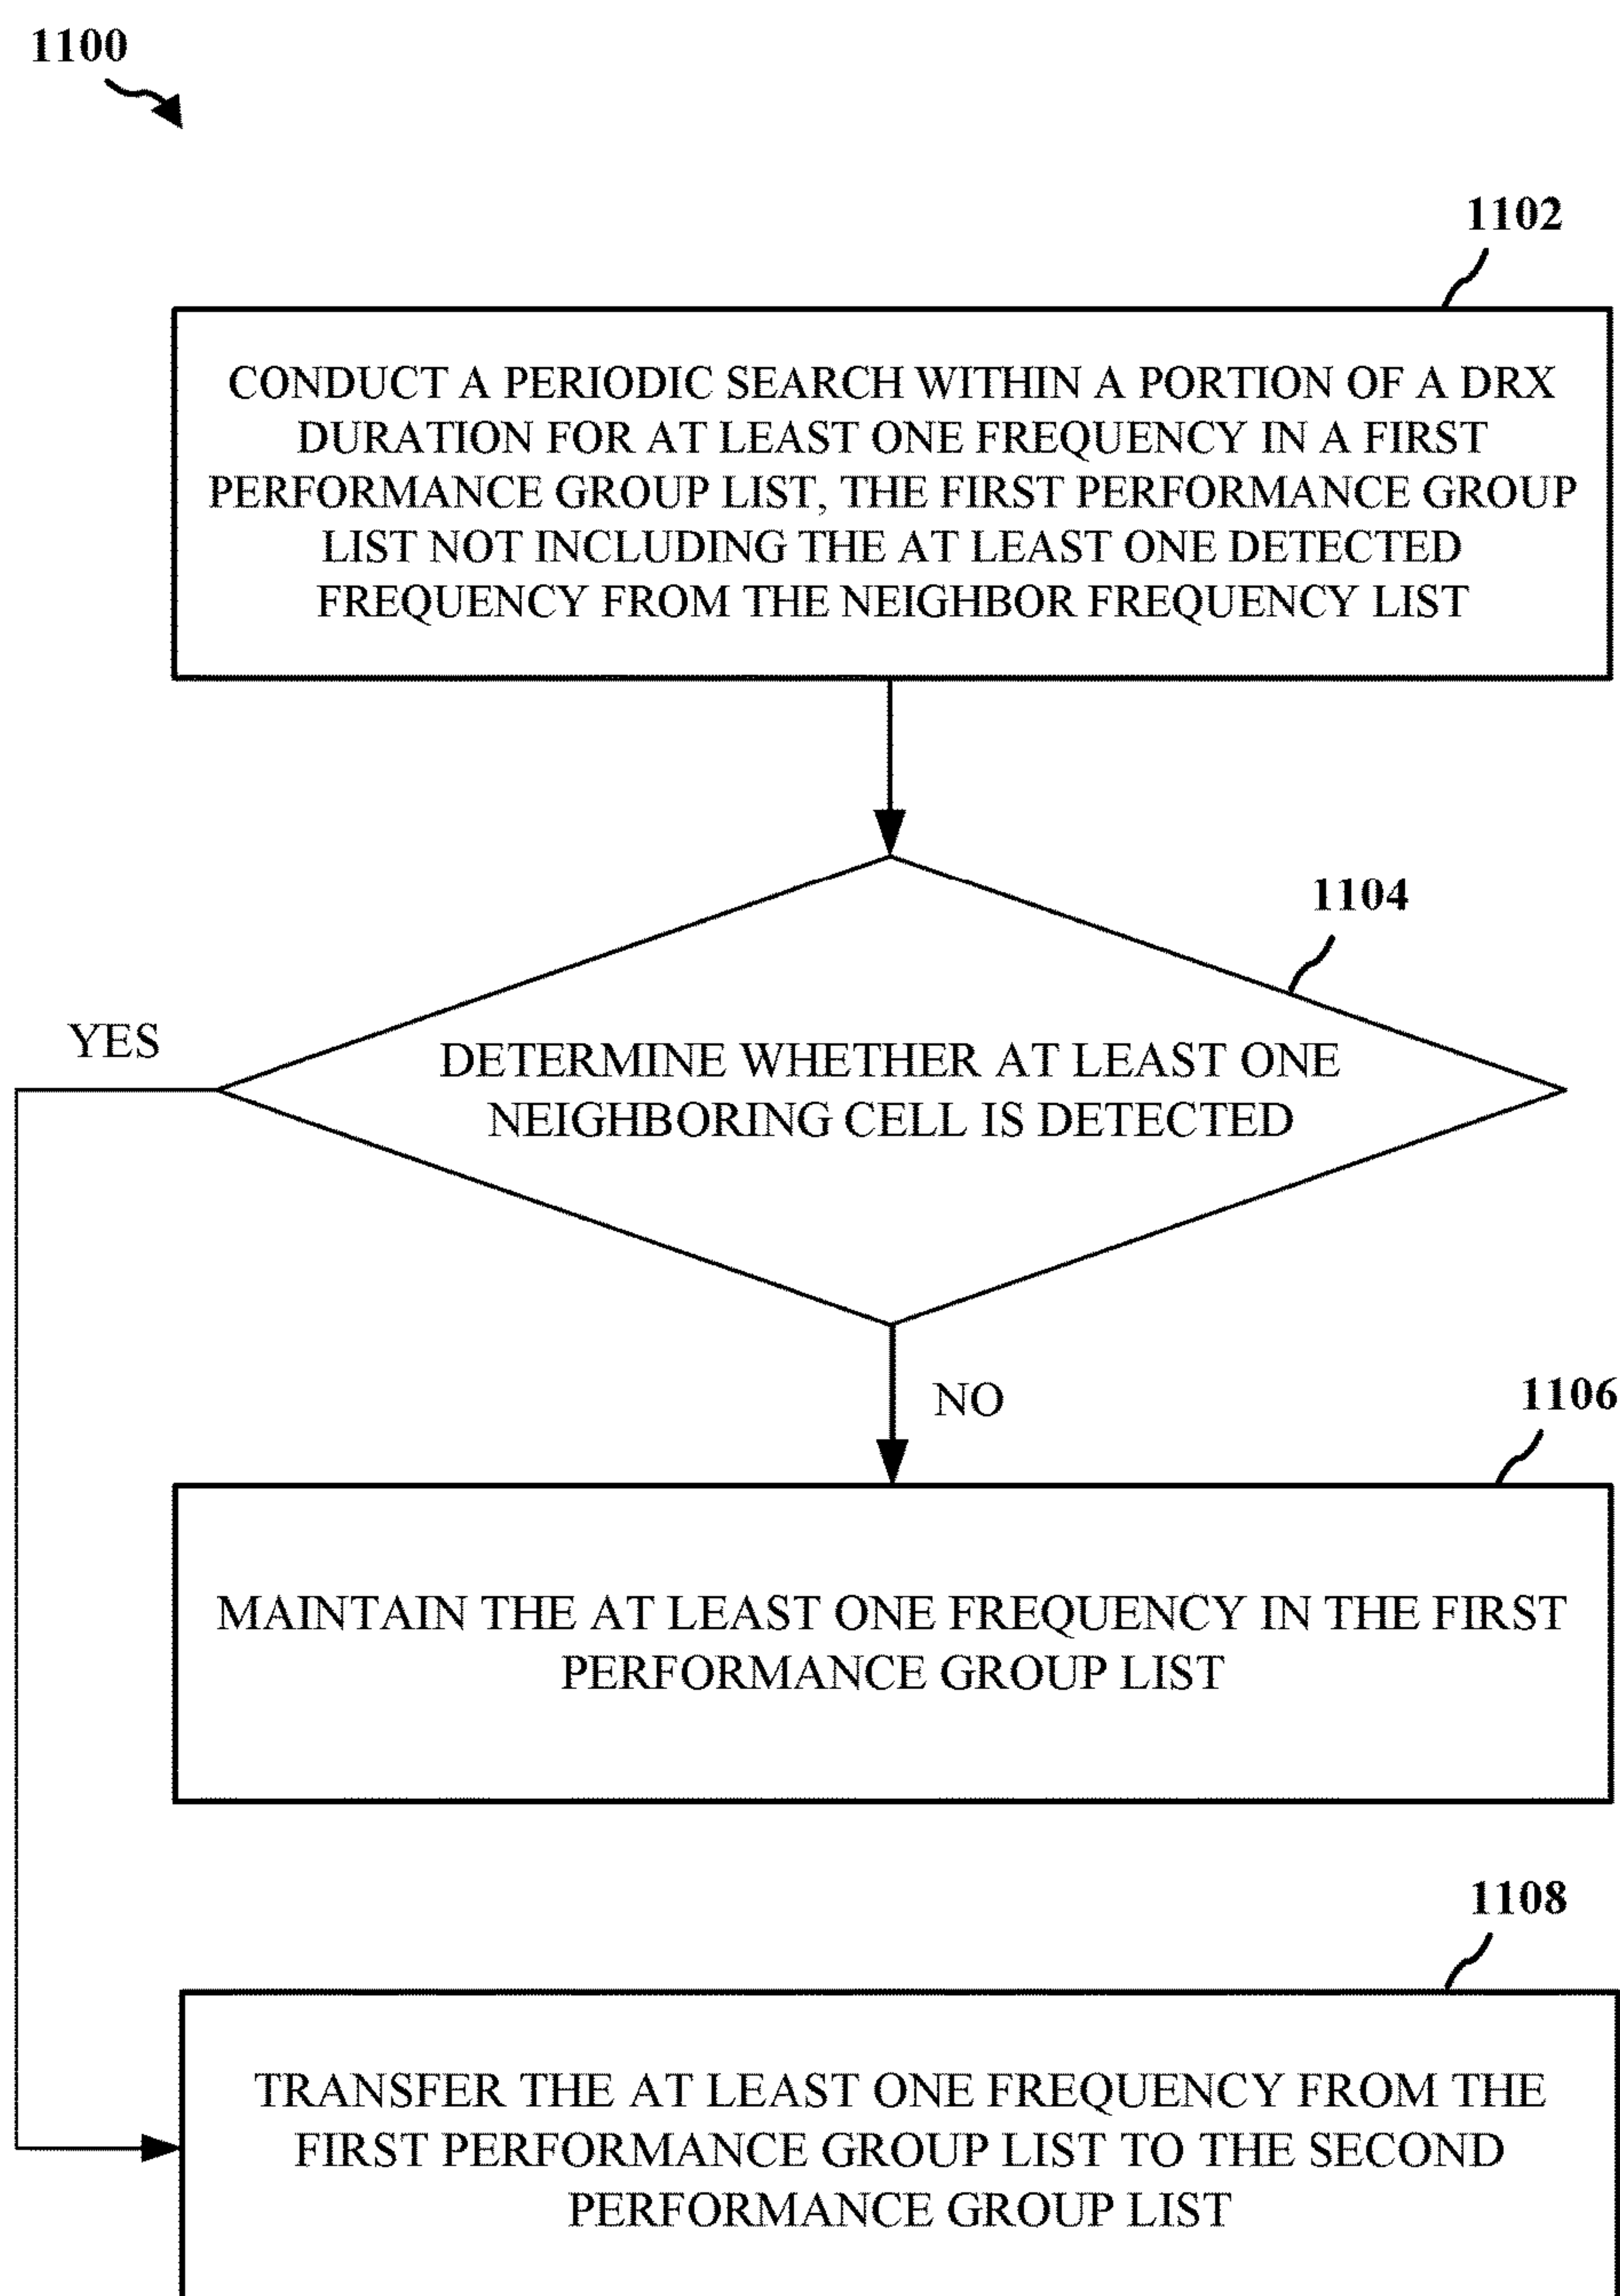 1100
1102
CONDUCT A PERIODIC SEARCH WITHIN A PORTION OF A DRX
DURATION FOR AT LEAST ONE FREQUENCY IN A FIRST
PERFORMANCE GROUP LIST, THE FIRST PERFORMANCE GROUP
LIST NOT INCLUDING THE AT LEAST ONE DETECTED
FREQUENCY FROM THE NEIGHBOR FREQUENCY LIST
1104
YES
DETERMINE WHETHER AT LEAST ONE
NEIGHBORING CELL IS DETECTED
NO
1106
MAINTAIN THE AT LEAST ONE FREQUENCY IN THE FIRST
PERFORMANCE GROUP LIST
1108
TRANSFER THE AT LEAST ONE FREQUENCY FROM THE
FIRST PERFORMANCE GROUP LIST TO THE SECOND
PERFORMANCE GROUP LIST